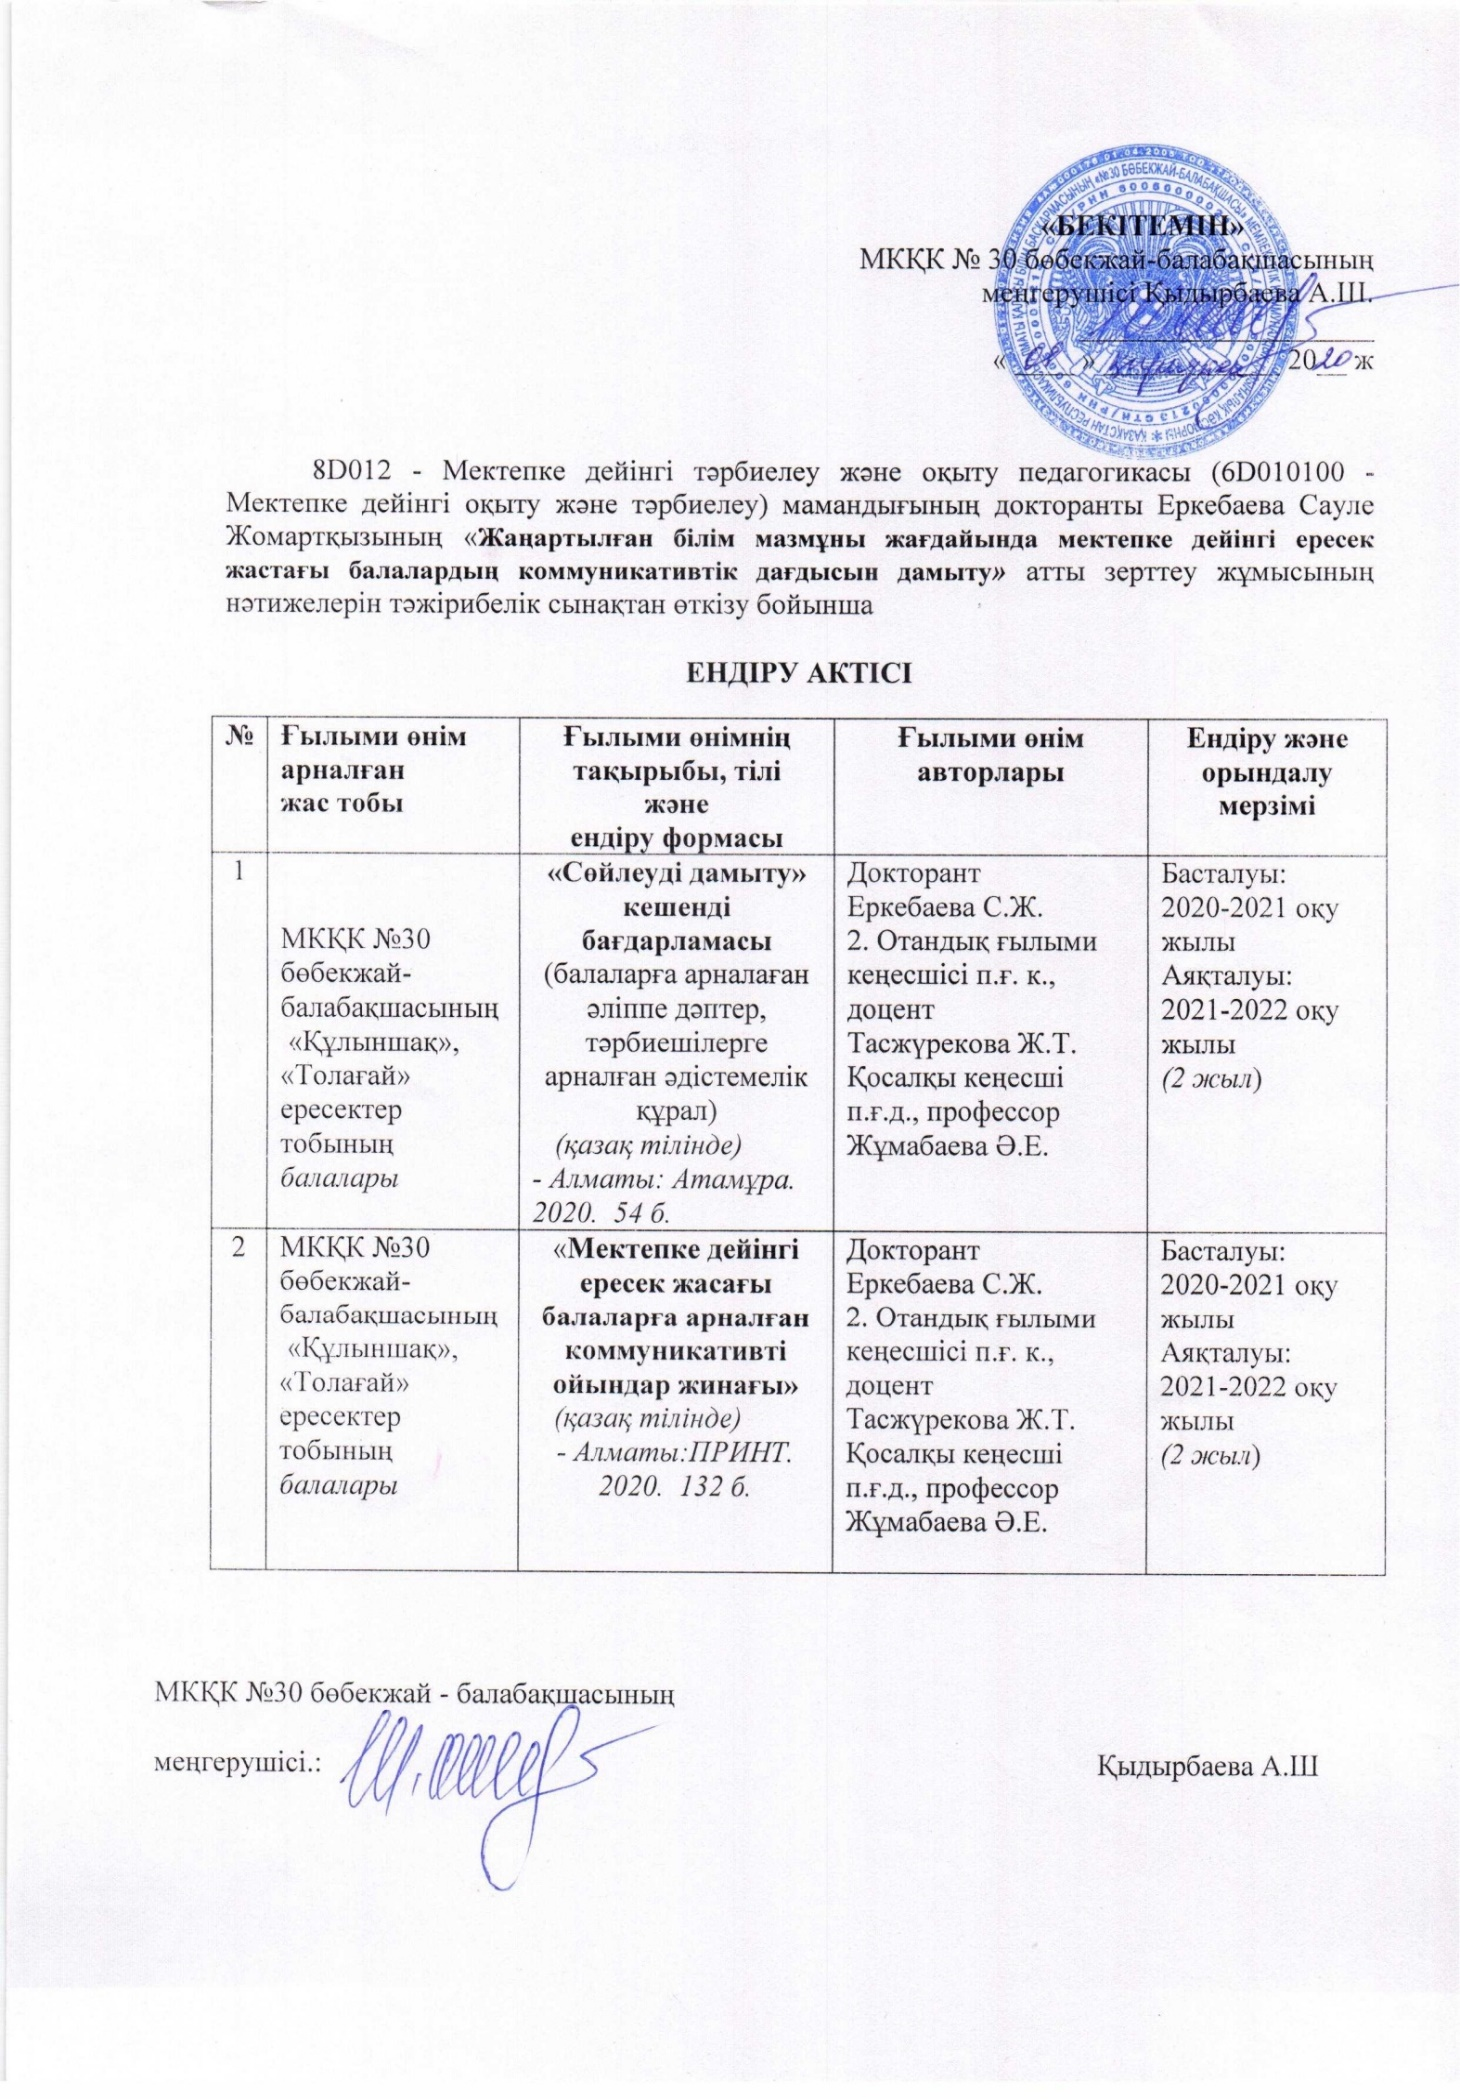 «БЕКІТЕМІН»
МКҚК № 30 бөбекжай-балабақшасының
меңгерушісі Қыдырбаева А.Ш.
« 01 » қыркүйек 2020 ж
8D012 - Мектепке дейінгі тәрбиелеу және оқыту педагогикасы (6D010100 -
Мектепке дейінгі оқыту және тәрбиелеу) мамандығының докторанты Еркебаева Сауле
Жомартқызының «Жаңартылған білім мазмұны жағдайында мектепке дейінгі ересек
жастағы балалардың коммуникативтік дағдысын дамыту» атты зерттеу жұмысының
нәтижелерін тәжірибелік сынақтан өткізу бойынша
ЕНДІРУ АКТІСІ
№
Ғылыми өнім
арналған
жас тобы
Ғылыми өнімнің
тақырыбы, тілі
және
ендіру формасы
Ғылыми өнім
авторлары
Ендіру және
орындалу
мерзімі
1
МКҚК №30
бөбекжай-
балабақшасының
«Құлыншақ»,
«Толағай»
ересектер
тобының
балалары
«Сөйлеуді дамыту»
кешенді
бағдарламасы
(балаларға арналаған
әліппе дәптер,
тәрбиешілерге
арналған әдістемелік
құрал)
(қазақ тілінде)
- Алматы: Атамұра.
2020. 54 б.
Докторант
Еркебаева С.Ж.
2. Отандық ғылыми
кеңесшісі п.ғ. к.,
доцент
Тасжүрекова Ж.Т.
Қосалқы кеңесші
п.ғ.д., профессор
Жұмабаева Ә.Е.
Басталуы:
2020-2021 оқу
жылы
Аяқталуы:
2021-2022 оқу
жылы
(2 жыл)
2
МКҚК №30
бөбекжай-
балабақшасының
«Құлыншақ»,
«Толағай»
ересектер
тобының
балалары
«Мектепке дейінгі
ересек жасағы
балаларға арналған
коммуникативті
ойындар жинағы»
(қазақ тілінде)
- Алматы:ПРИНТ.
2020. 132 б.
Докторант
Еркебаева С.Ж.
2. Отандық ғылыми
кеңесшісі п.ғ. к.,
доцент
Тасжүрекова Ж.Т.
Қосалқы кеңесші
п.ғ.д., профессор
Жұмабаева Ә.Е.
Басталуы:
2020-2021 оқу
жылы
Аяқталуы:
2021-2022 оқу
жылы
(2 жыл)
МКҚК №30 бөбекжай - балабақшасының
меңгерушісі.:
Қыдырбаева А.Ш